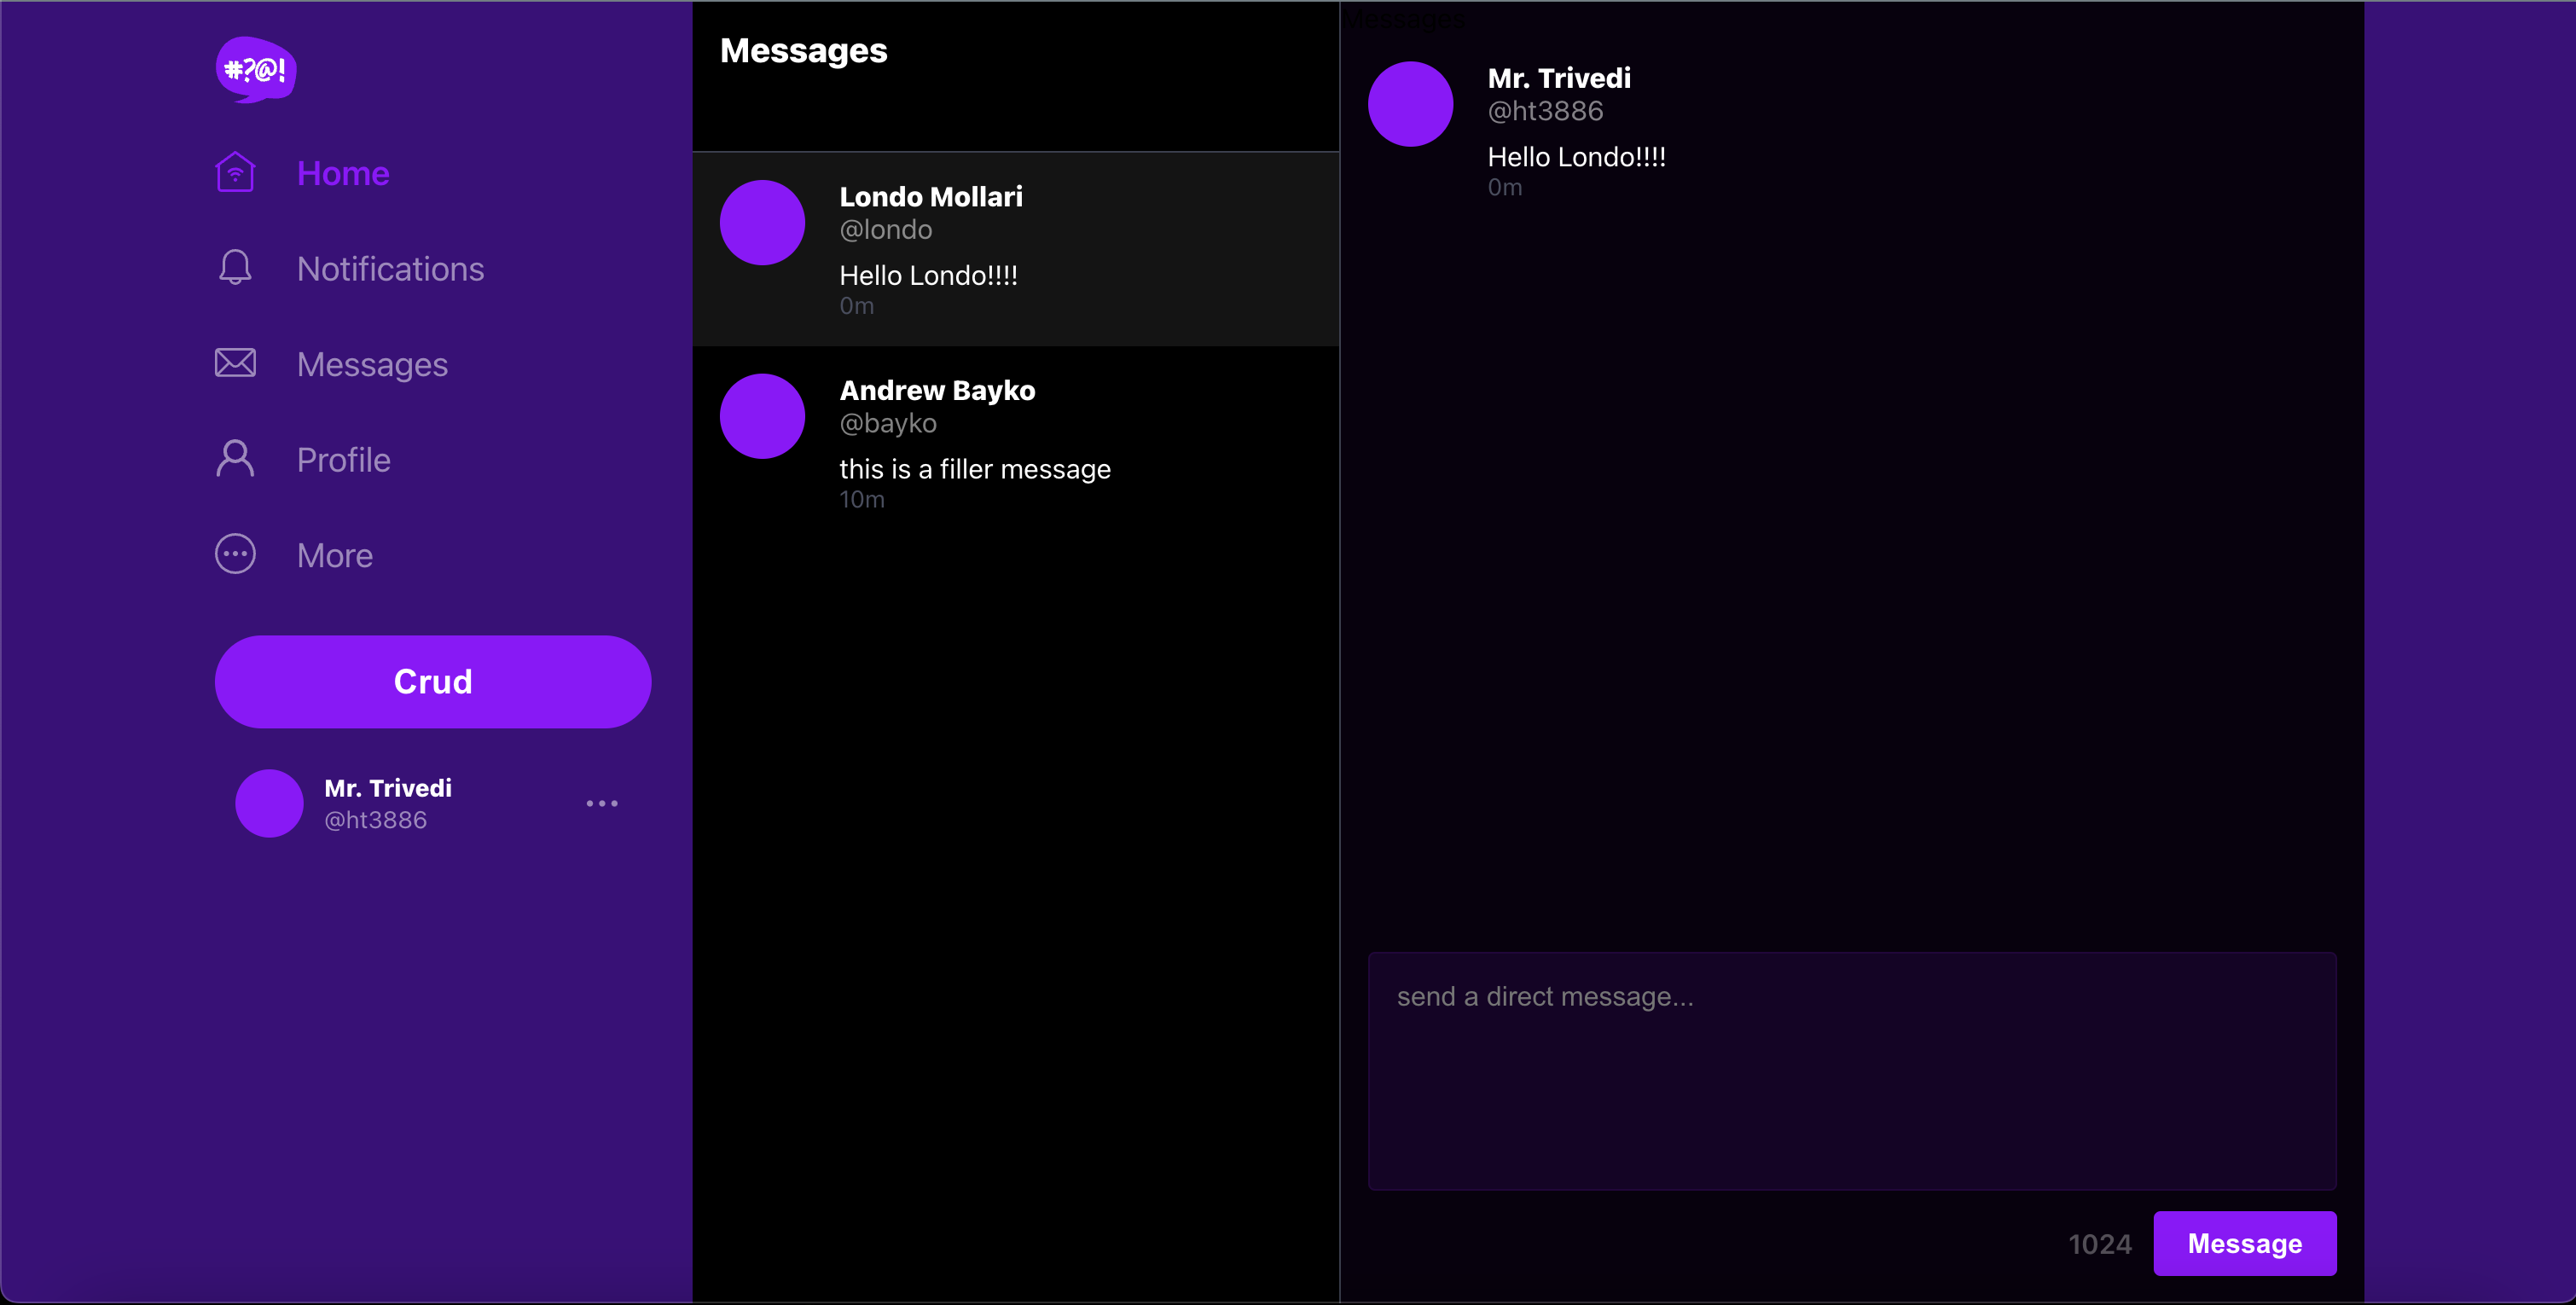 #?@!
Home
Notifications
Messages
Profile
More
Crud
Mr. Trivedi
@ht3886
Messages
Londo Mollari
@londo
Hello Londo!!!!
0m
Andrew Bayko
@bayko
this is a filler message
10m
Messages
Mr. Trivedi
@ht3886
Hello Londo!!!!
0m
send a direct message...
1024
Message